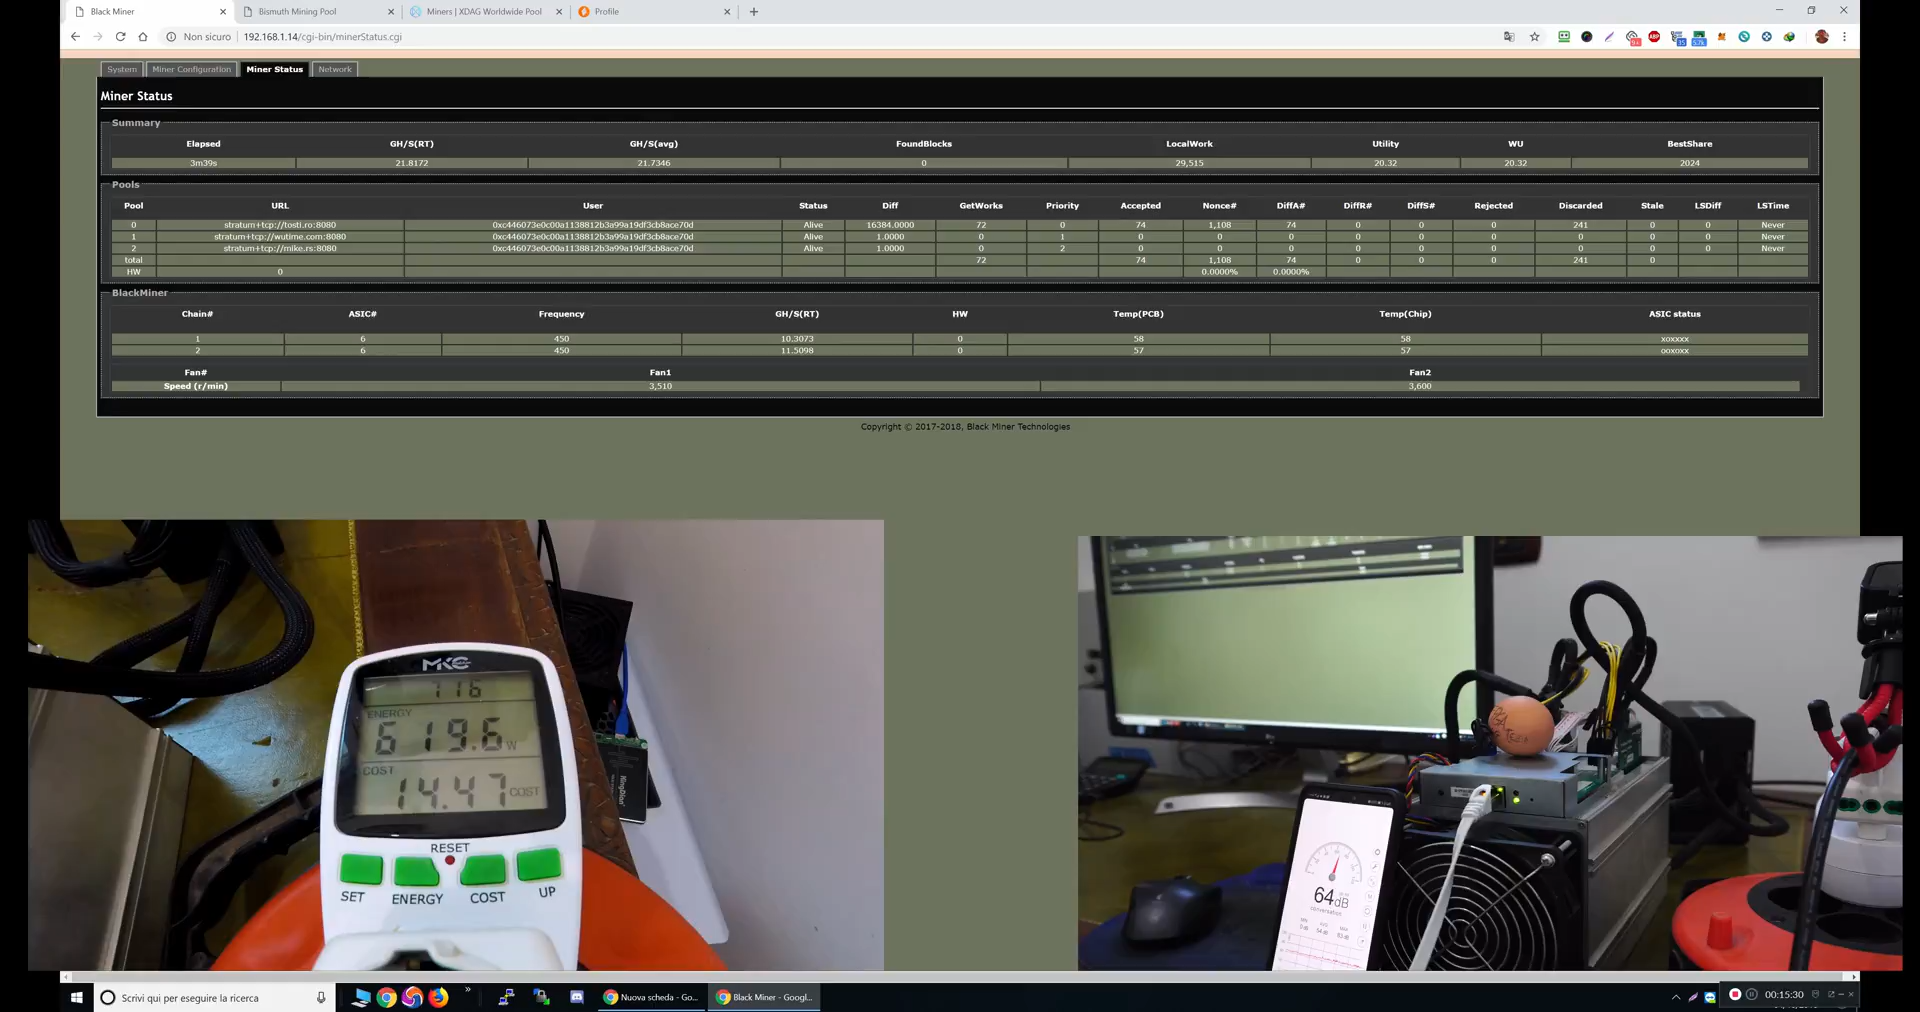 Black Miner
Bismuth Mining Pool
Miners | XDAG Worldwide Pool
Profile
Non sicuro 192.168.1.14/cgi-bin/minerStatus.cgi
System Miner Configuration Miner Status Network
Miner Status
Summary
Elapsed GH/S(RT) GH/S(avg) FoundBlocks LocalWork Utility WU BestShare
3m39s 21.8172 21.7346 0 29,515 20.32 20.32 2024
Pools
Pool URL User Status Diff GetWorks Priority Accepted Nonce# DiffA# DiffR# DiffS# Rejected Discarded Stale LSDiff LSTime
0 stratum+tcp://tosti.ro:8080 0xc446073e0c00a1138812b3a99a19df3cb8ace70d Alive 16384.0000 72 0 74 1,108 74 0 0 0 241 0 0 Never
1 stratum+tcp://wutime.com:8080 0xc446073e0c00a1138812b3a99a19df3cb8ace70d Alive 1.0000 0 1 0 0 0 0 0 0 0 0 0 Never
2 stratum+tcp://mike.rs:8080 0xc446073e0c00a1138812b3a99a19df3cb8ace70d Alive 1.0000 0 2 0 0 0 0 0 0 0 0 0 Never
total 72 74 1,108 74 0 0 0 241 0
HW 0 0.0000% 0.0000%
BlackMiner
Chain# ASIC# Frequency GH/S(RT) HW Temp(PCB) Temp(Chip) ASIC status
1 6 450 10.3073 0 58 58 xoxxxx
2 6 450 11.5098 0 57 57 ooxoxx
Fan# Fan1 Fan2
Speed (r/min) 3,510 3,600
Copyright © 2017-2018, Black Miner Technologies
MKC
116
ENERGY
619.6 W
COST
14.47 COST
RESET
SET ENERGY COST UP
KingDian
64dB
conversation
MIN AVG MAX
Scrivi qui per eseguire la ricerca
Nuova scheda - Go...
Black Miner - Googl...
00:15:30